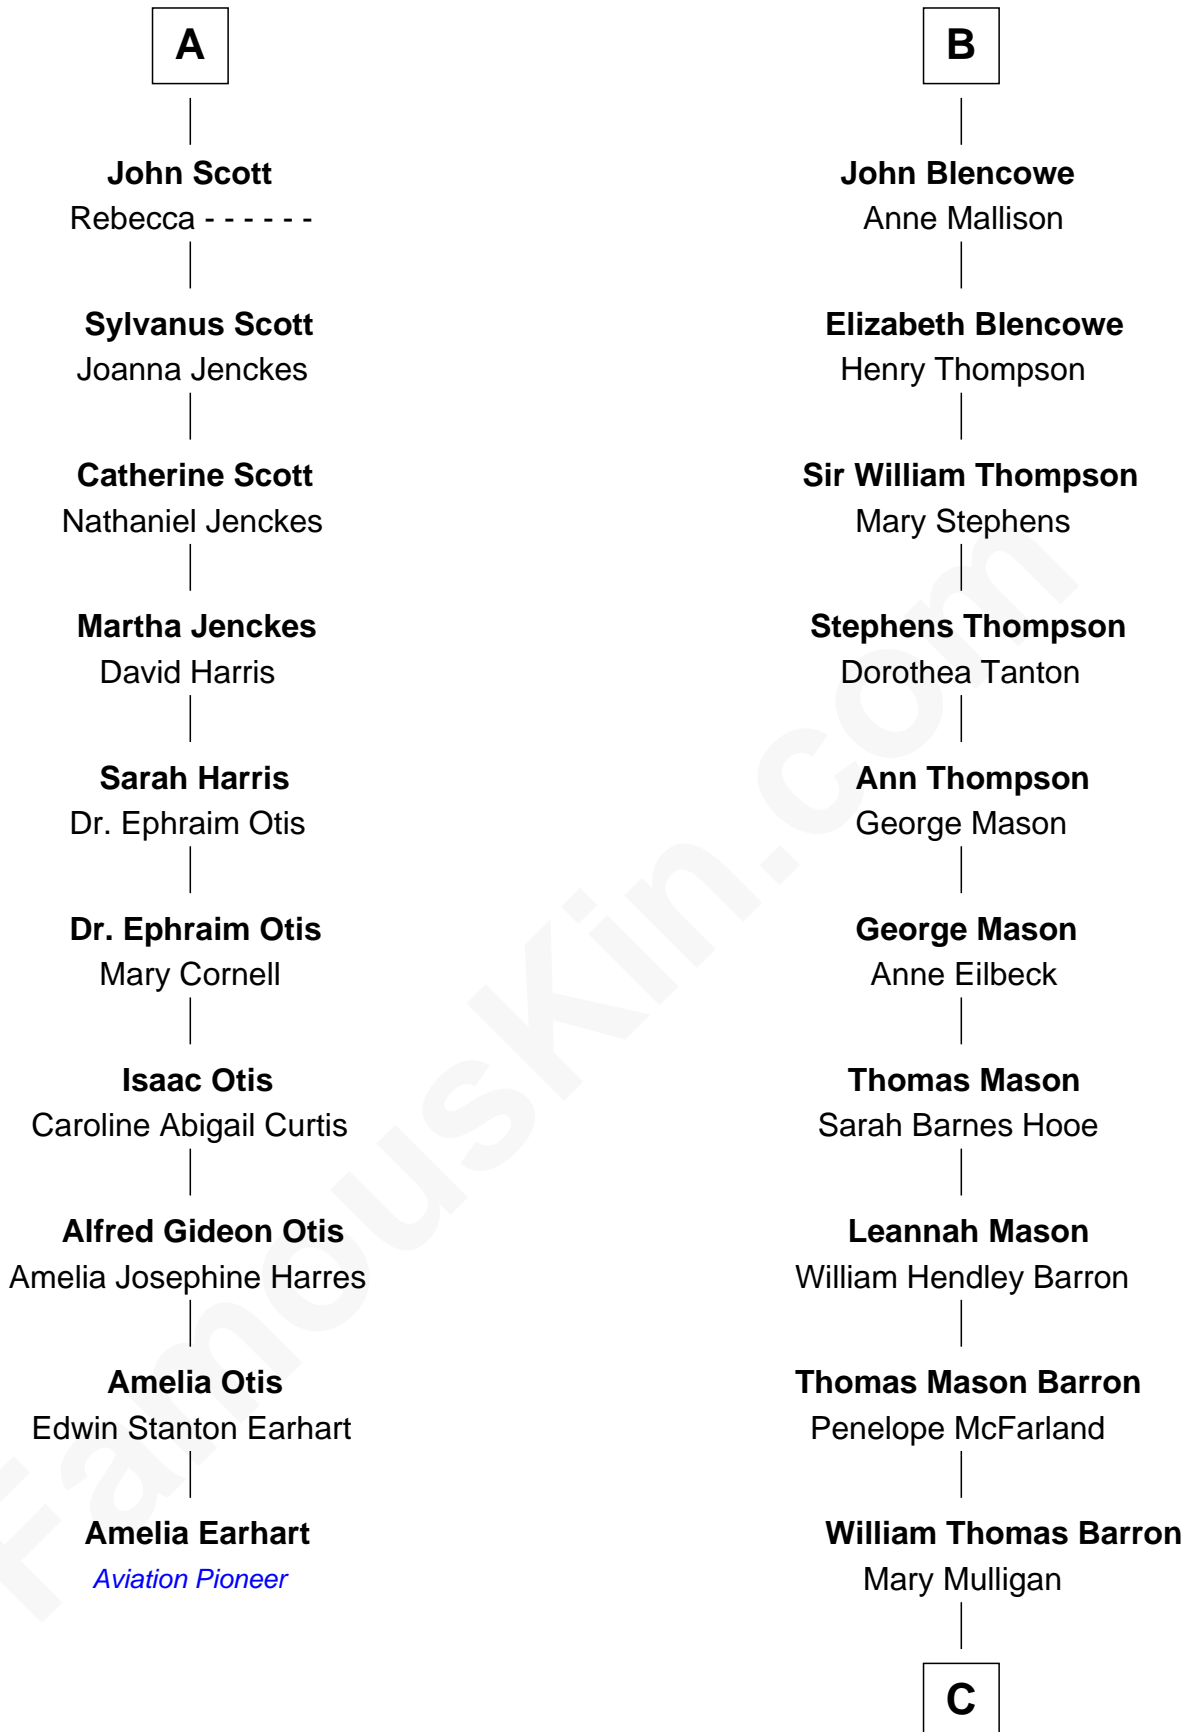 A
John Scott
Rebecca - - - - - -
Sylvanus Scott
Joanna Jenckes
Catherine Scott
Nathaniel Jenckes
Martha Jenckes
David Harris
Sarah Harris
Dr. Ephraim Otis
Dr. Ephraim Otis
Mary Cornell
Isaac Otis
Caroline Abigail Curtis
Alfred Gideon Otis
Amelia Josephine Harres
Amelia Otis
Edwin Stanton Earhart
Amelia Earhart
Aviation Pioneer
B
John Blencowe
Anne Mallison
Elizabeth Blencowe
Henry Thompson
Sir William Thompson
Mary Stephens
Stephens Thompson
Dorothea Tanton
Ann Thompson
George Mason
George Mason
Anne Eilbeck
Thomas Mason
Sarah Barnes Hooe
Leannah Mason
William Hendley Barron
Thomas Mason Barron
Penelope McFarland
William Thomas Barron
Mary Mulligan
C
FamousKin.com